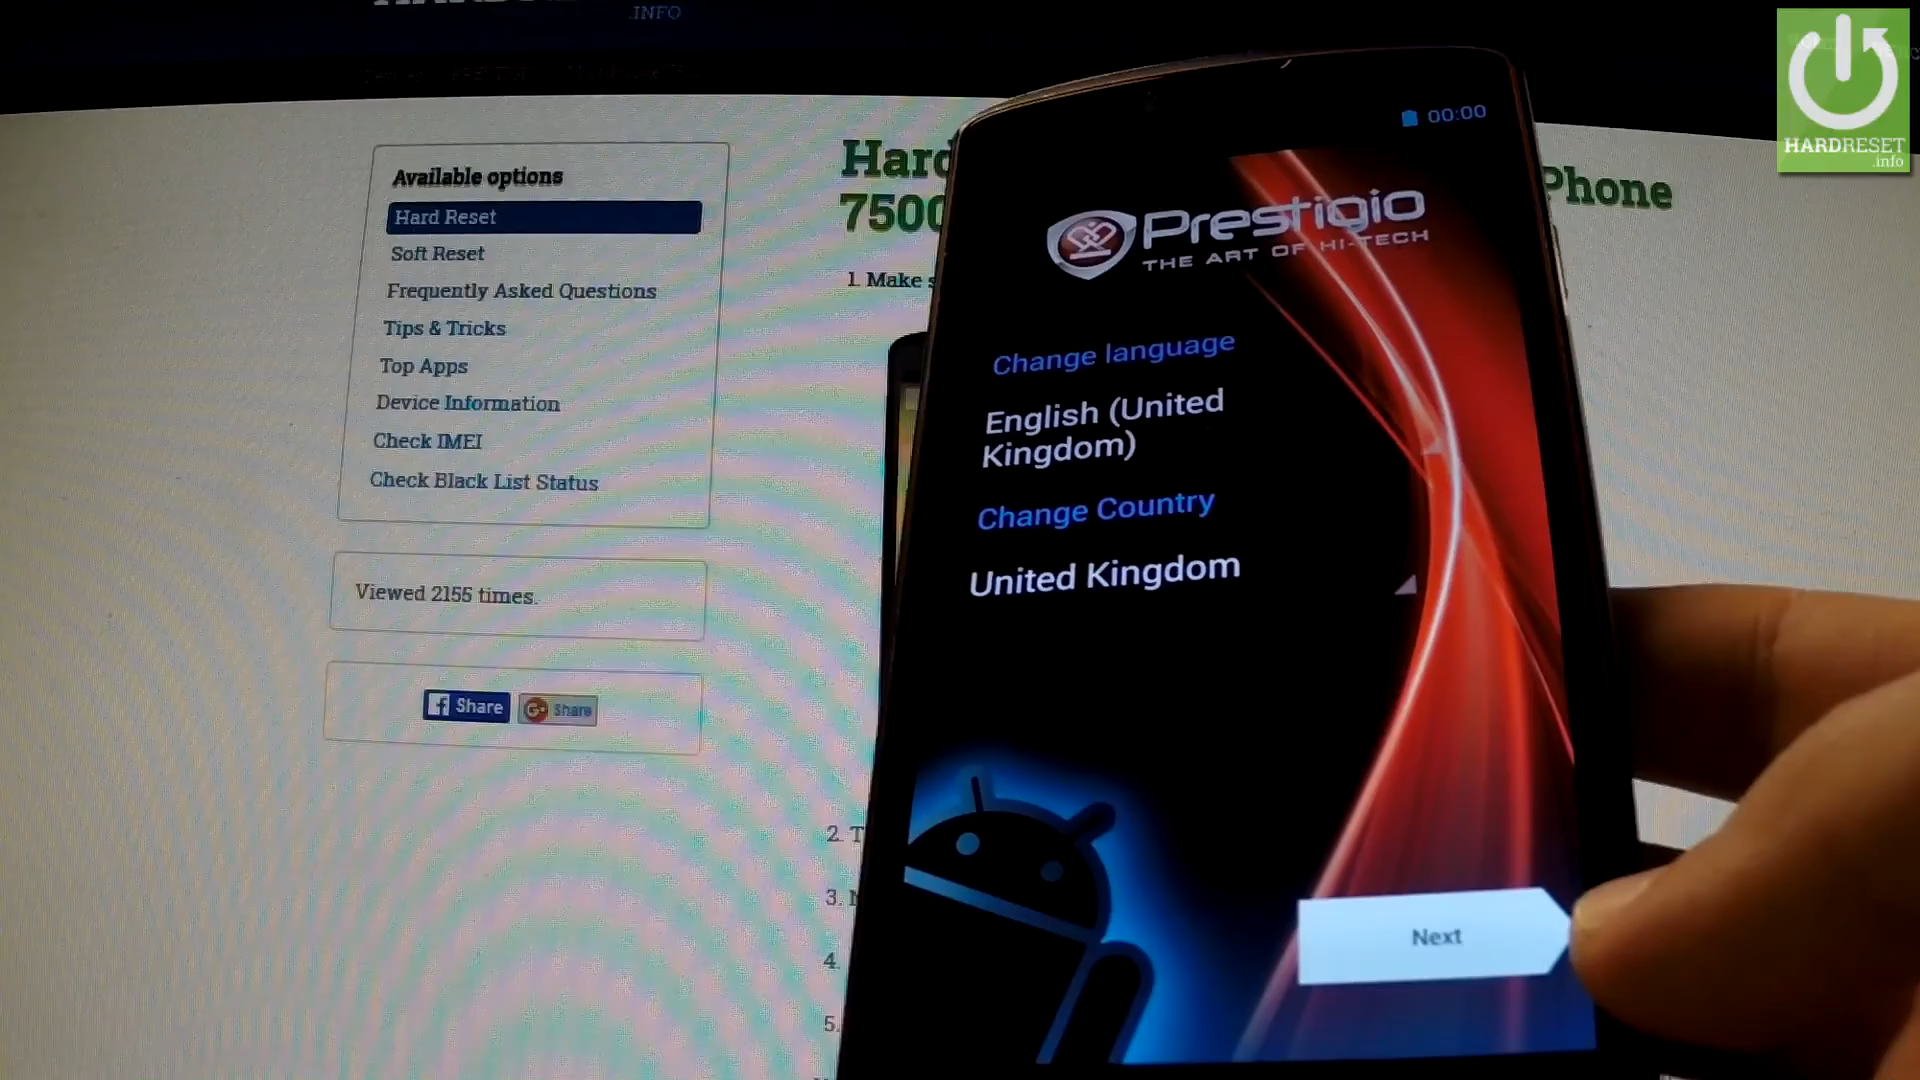 .INFO
HARDRESET
.info
Available options
Hard Reset
Soft Reset
Frequently Asked Questions
Tips & Tricks
Top Apps
Device Information
Check IMEI
Check Black List Status
Viewed 2155 times.
f Share
G+ Share
Hard
7500
Phone
1. Make s
2. T
3.
4.
5.
00:00
Prestigio
THE ART OF HI-TECH
Change language
English (United
Kingdom)
Change Country
United Kingdom
Next